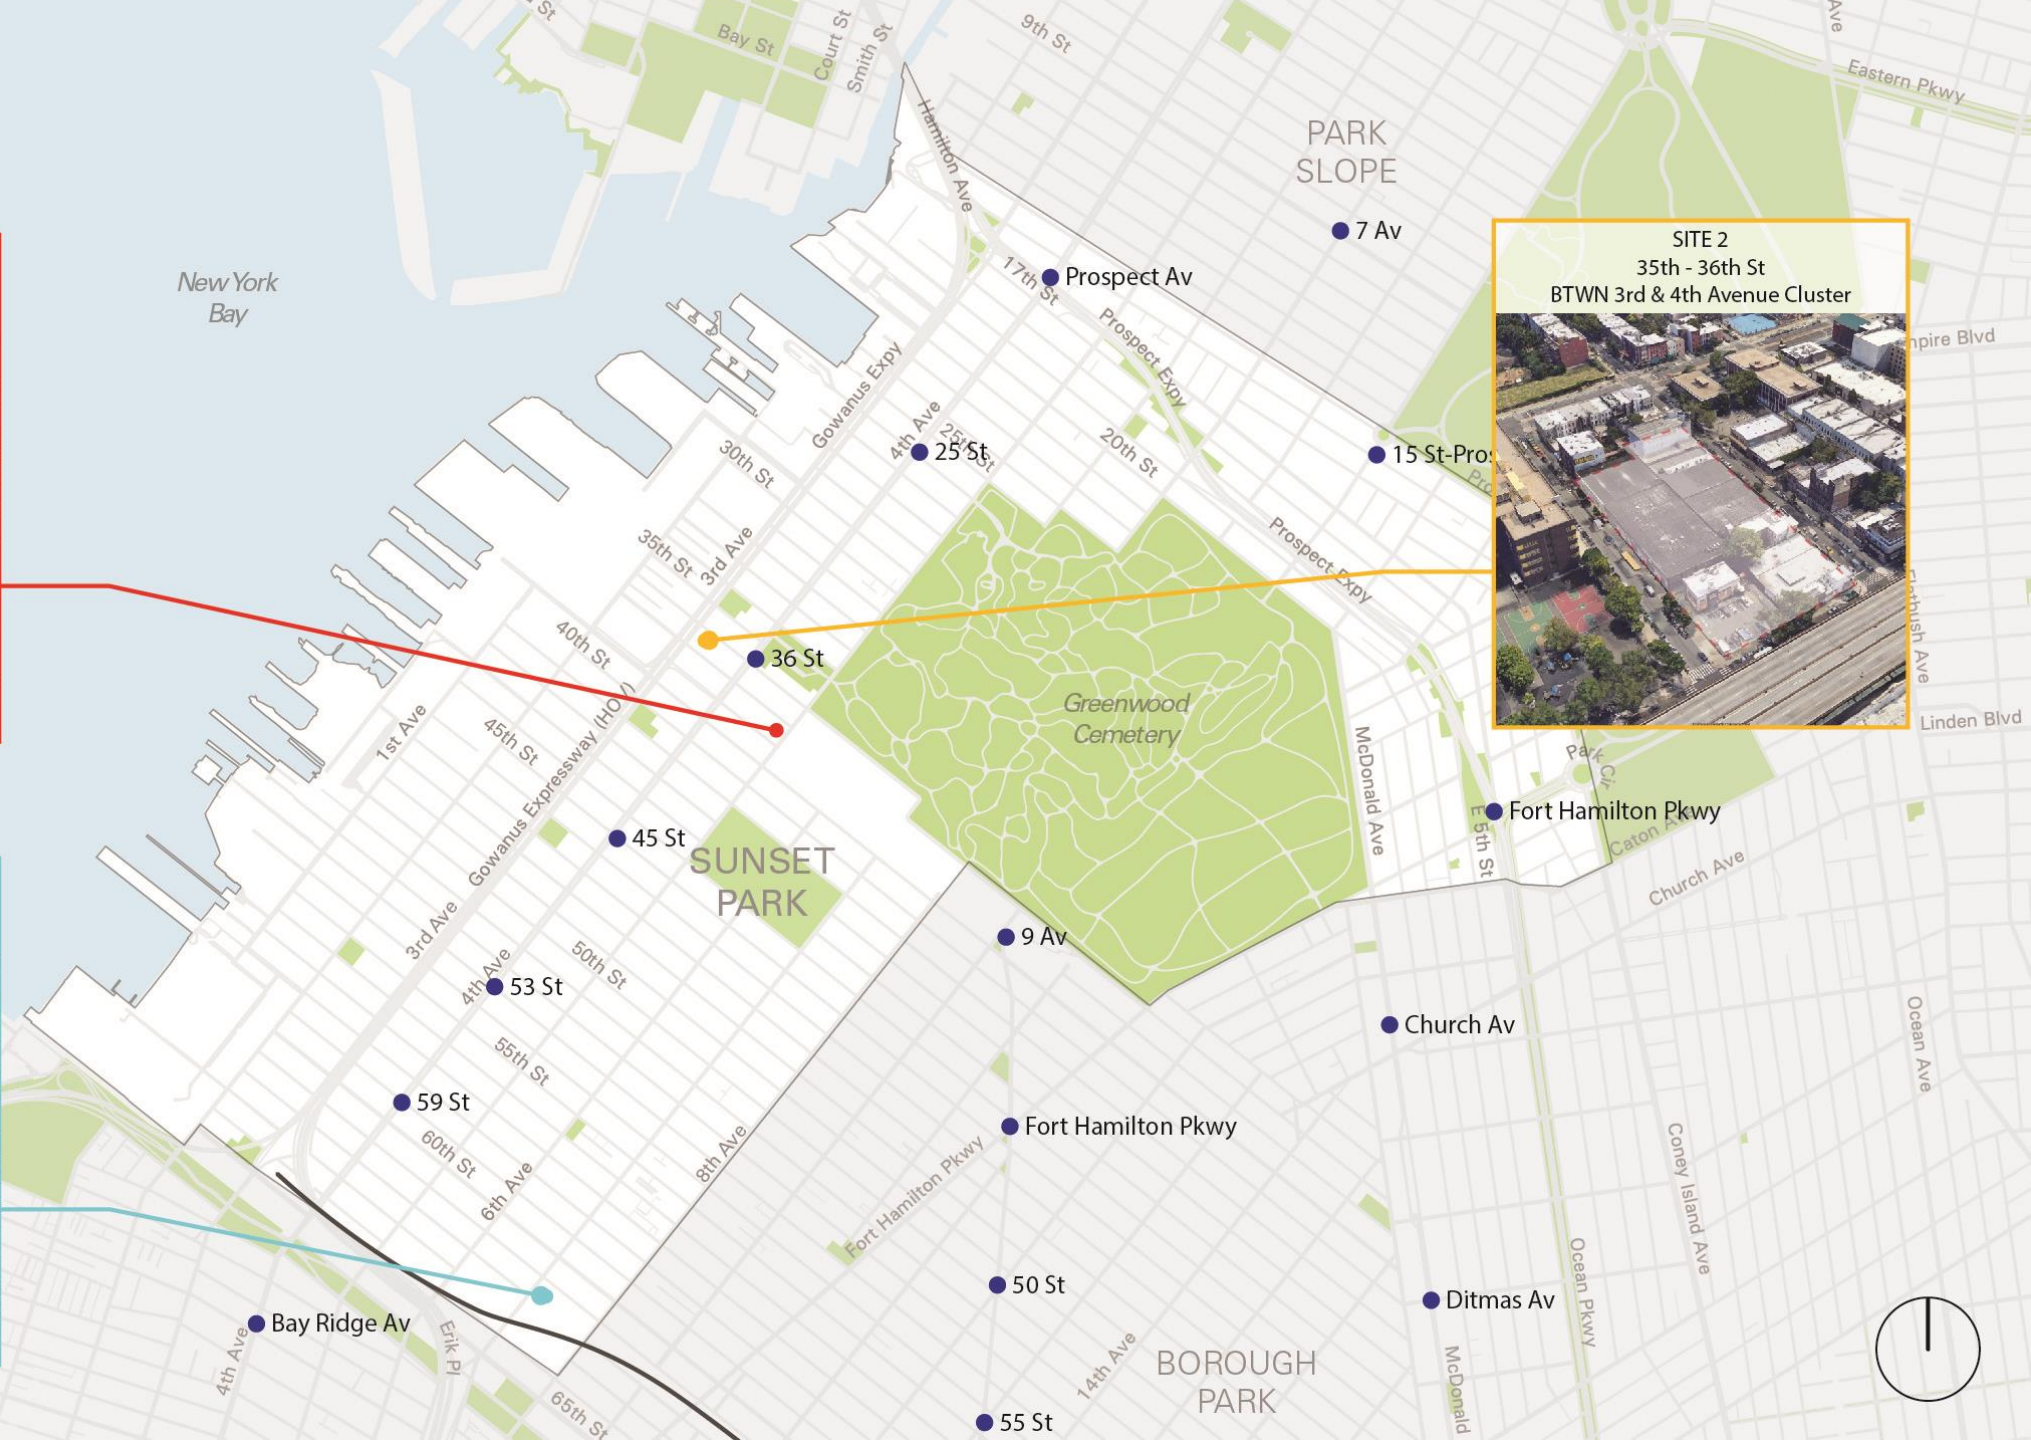 St
Bay St
Court St
Smith St
9th St
Ave
Eastern Pkwy
Hamilton Ave
PARK
SLOPE
7 Av
New York
Bay
17th St
Prospect Av
SITE 2
35th - 36th St
BTWN 3rd & 4th Avenue Cluster
Prospect Expy
Gowanus Expy
4th Ave
25th St
25 St
20th St
15 St-Pros
30th St
35th St
3rd Ave
Prospect Expy
40th St
36 St
Greenwood
Cemetery
1st Ave
45th St
Gowanus Expressway (HOV)
McDonald Ave
Linden Blvd
Park Cir
Fort Hamilton Pkwy
E 5th St
Caton
Church Ave
45 St
SUNSET
PARK
3rd Ave
4th Ave
53 St
50th St
9 Av
Church Av
Ocean Ave
55th St
59 St
60th St
6th Ave
8th Ave
Fort Hamilton Pkwy
Fort Hamilton Pkwy
Coney Island Ave
Ocean Pkwy
50 St
Ditmas Av
Bay Ridge Av
4th Ave
Erik Pl
65th St
14th Ave
BOROUGH
PARK
McDonald
55 St